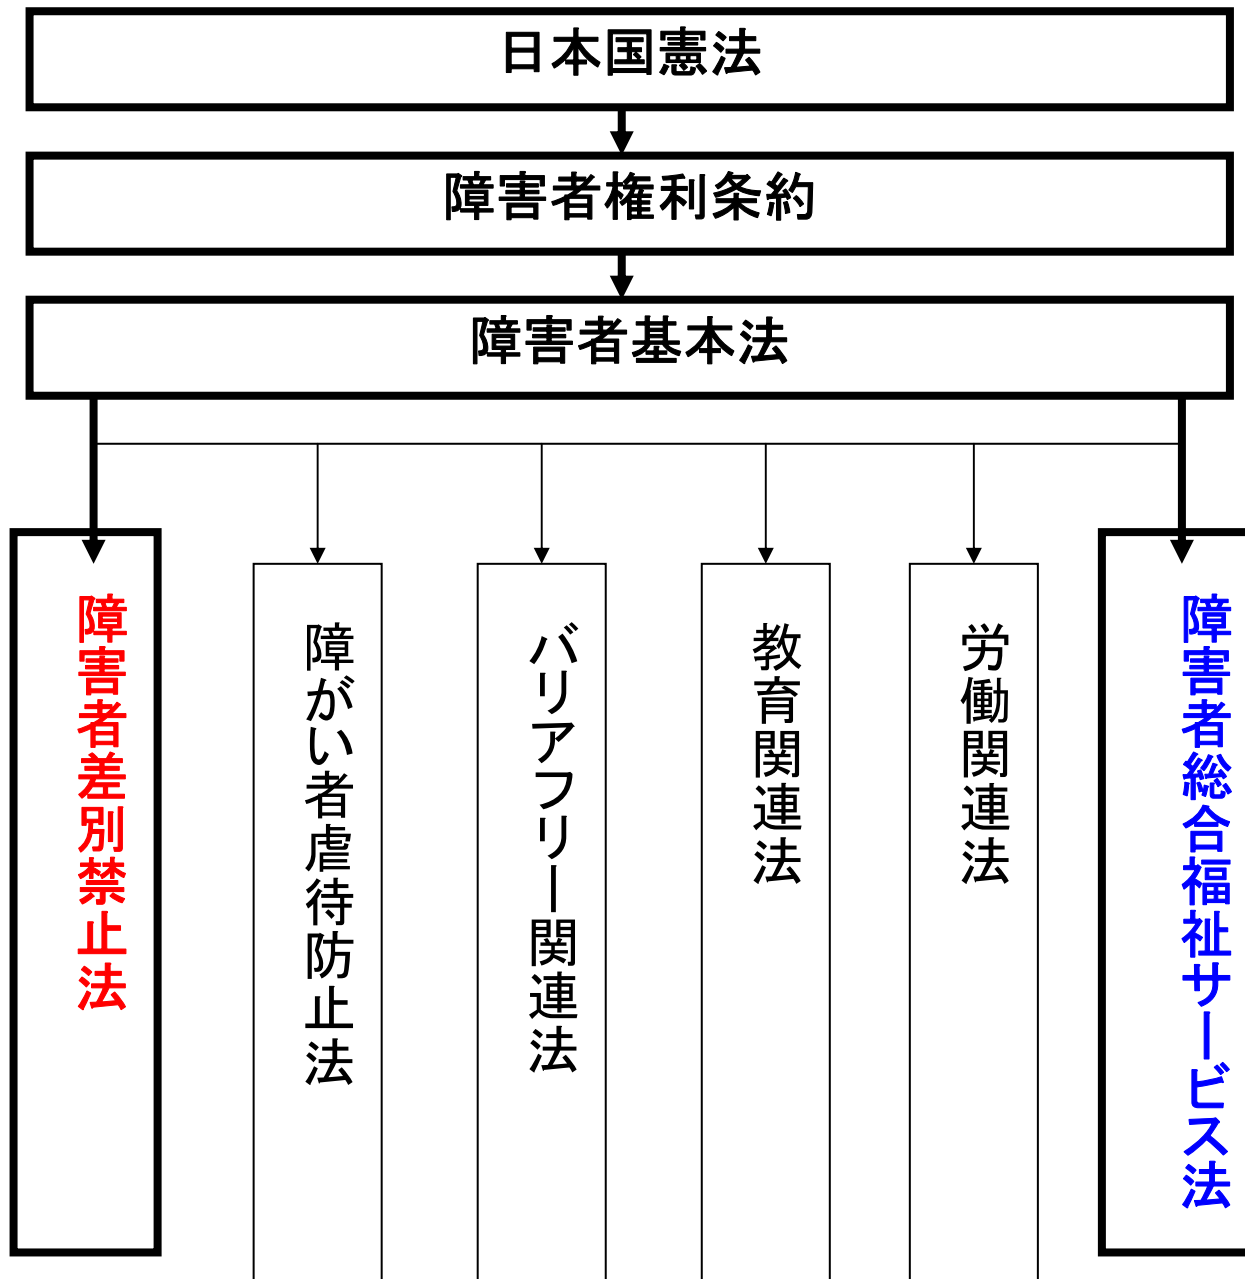 日本国憲法
障害者権利条約
障害者基本法
障害者差別禁止法
障がい者虐待防止法
バリアフリー関連法
教育関連法
労働関連法
障害者総合福祉サービス法